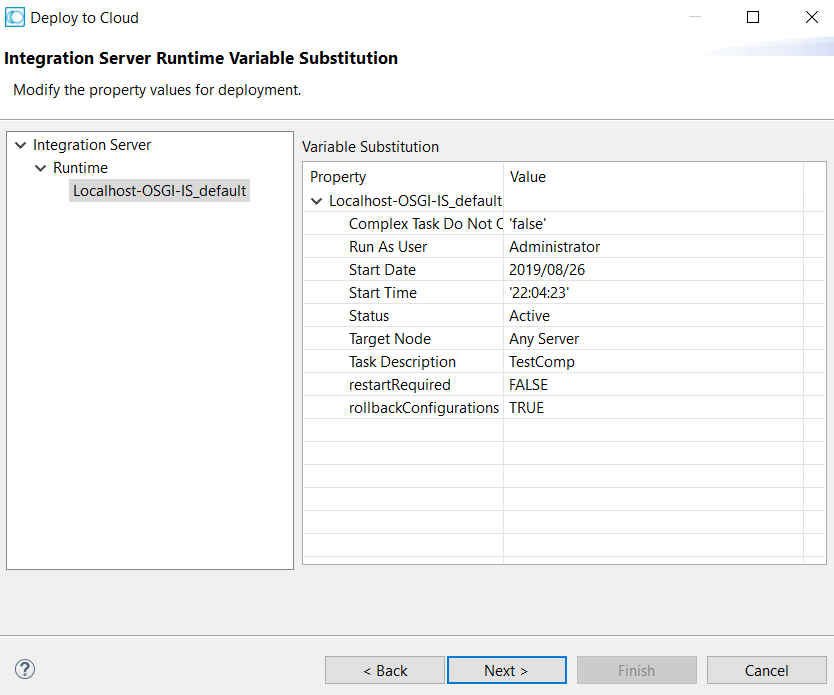 Deploy to Cloud
Integration Server Runtime Variable Substitution
Modify the property values for deployment.
Integration Server
Runtime
Localhost-OSGI-IS_default
Variable Substitution
Property Value
Localhost-OSGI-IS_default
Complex Task Do Not C 'false'
Run As User Administrator
Start Date 2019/08/26
Start Time '22:04:23'
Status Active
Target Node Any Server
Task Description TestComp
restartRequired FALSE
rollbackConfigurations TRUE
? < Back Next > Finish Cancel